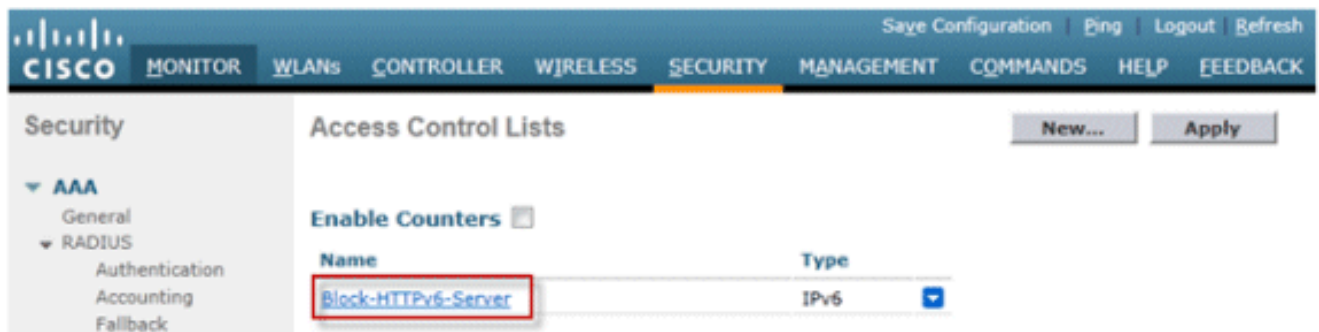 Save Configuration | Ping | Logout | Refresh
CISCO MONITOR WLANs CONTROLLER WIRELESS SECURITY MANAGEMENT COMMANDS HELP FEEDBACK
Security
Access Control Lists
New...
Apply
AAA
General
RADIUS
Authentication
Accounting
Fallback
Enable Counters
Name Type
Block-HTTPv6-Server IPv6